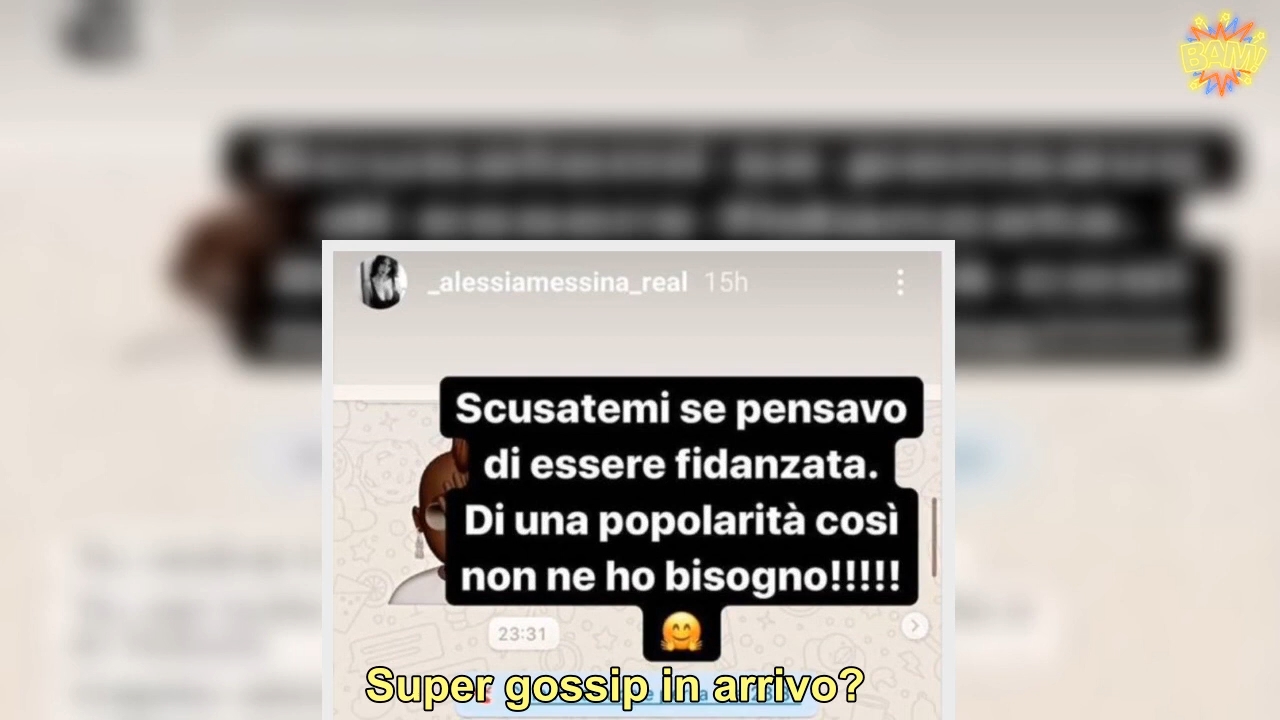 BAM!
_alessiamessina_real 15h
Scusatemi se pensavo
di essere fidanzata.
Di una popolarità così
non ne ho bisogno!!!!!
🤗
23:31
Super gossip in arrivo?